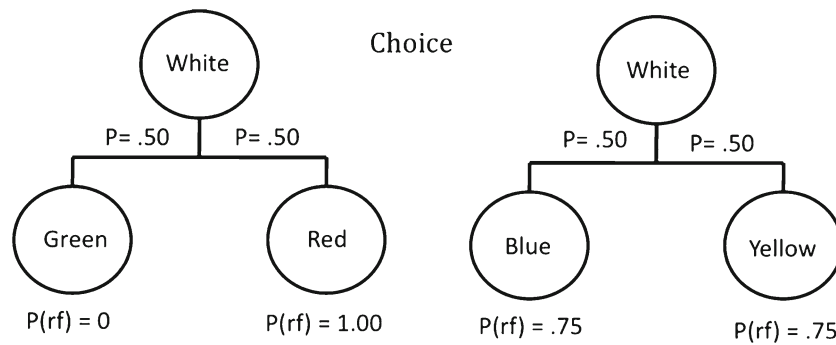 Choice
White
P= .50 P= .50
Green Red
P(rf) = 0 P(rf) = 1.00
White
P= .50 P= .50
Blue Yellow
P(rf) = .75 P(rf) = .75